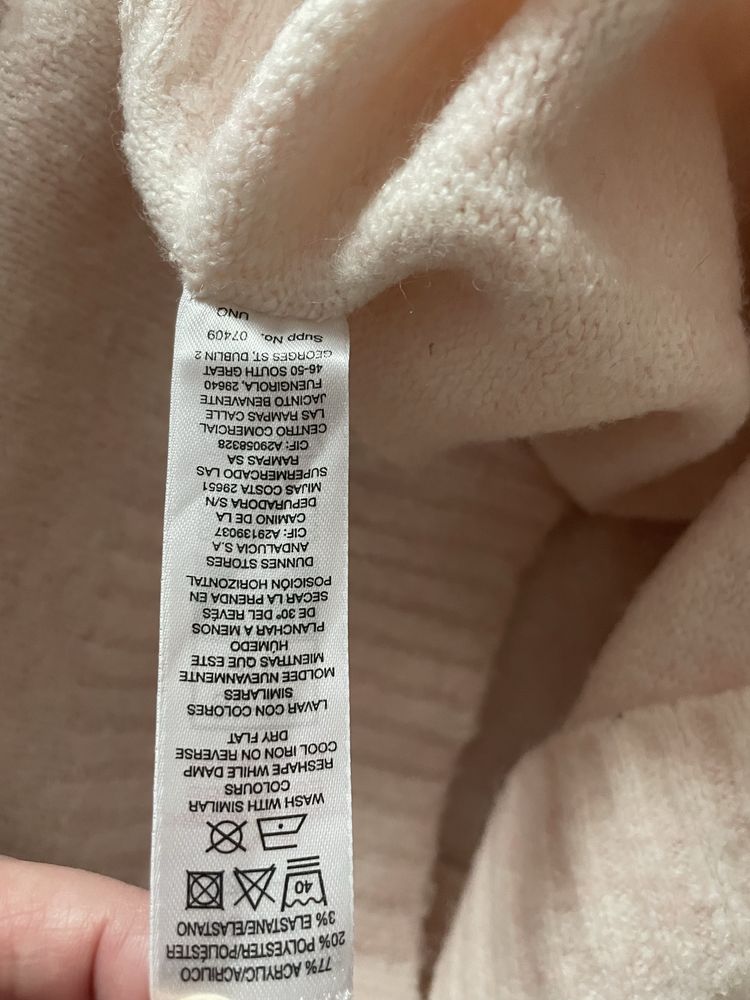 77% ACRYLIC/ACRÍLICO
20% POLYESTER/POLIÉSTER
3% ELASTANE/ELASTANO
40
WASH WITH SIMILAR
COLOURS
RESHAPE WHILE DAMP
COOL IRON ON REVERSE
DRY FLAT
LAVAR CON COLORES
SIMILARES
MOLDEE NUEVANMENTE
MIENTRAS QUE ESTE
HÚMEDO
PLANCHAR A MENOS
DE 30º DEL REVÉS
SECAR LA PRENDA EN
POSICIÓN HORIZONTAL
DUNNES STORES
ANDALUCIA S.A
CIF: A29139037
CAMINO DE LA
DEPURADORA S/N
MIJAS COSTA 29651
SUPERMERCADO LAS
RAMPAS SA
CIF: A29058328
CENTRO COMERCIAL
LAS RAMPAS CALLE
JACINTO BENAVENTE
FUENGIROLA, 29640
46-50 SOUTH GREAT
GEORGES ST, DUBLIN 2
Supp No. 07409
UNO